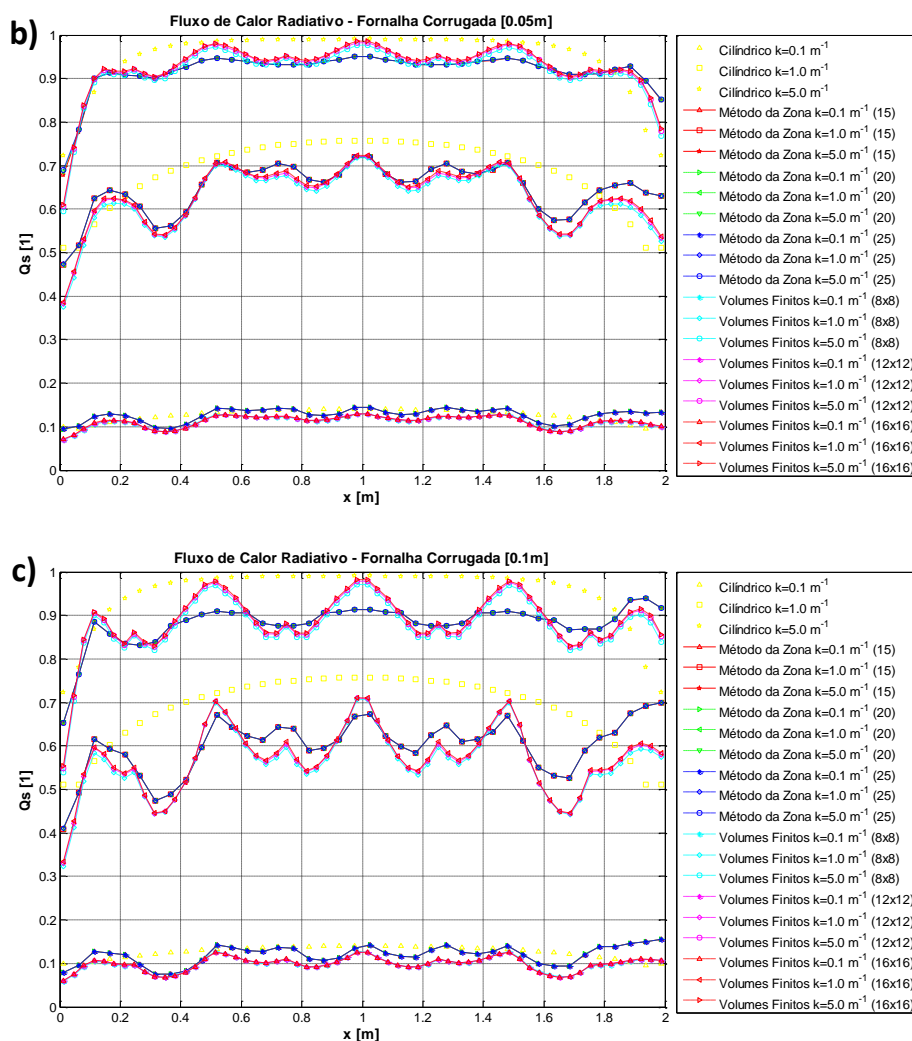 b)
Fluxo de Calor Radiativo - Fornalha Corrugada [0.05m]
1
0.9
0.8
0.7
0.6
0.5
0.4
0.3
0.2
0.1
0
Qs [1]
0 0.2 0.4 0.6 0.8 1 1.2 1.4 1.6 1.8 2
x [m]
Cilíndrico k=0.1 m⁻¹
Cilíndrico k=1.0 m⁻¹
Cilíndrico k=5.0 m⁻¹
Método da Zona k=0.1 m⁻¹ (15)
Método da Zona k=1.0 m⁻¹ (15)
Método da Zona k=5.0 m⁻¹ (15)
Método da Zona k=0.1 m⁻¹ (20)
Método da Zona k=1.0 m⁻¹ (20)
Método da Zona k=5.0 m⁻¹ (20)
Método da Zona k=0.1 m⁻¹ (25)
Método da Zona k=1.0 m⁻¹ (25)
Método da Zona k=5.0 m⁻¹ (25)
Volumes Finitos k=0.1 m⁻¹ (8x8)
Volumes Finitos k=1.0 m⁻¹ (8x8)
Volumes Finitos k=5.0 m⁻¹ (8x8)
Volumes Finitos k=0.1 m⁻¹ (12x12)
Volumes Finitos k=1.0 m⁻¹ (12x12)
Volumes Finitos k=5.0 m⁻¹ (12x12)
Volumes Finitos k=0.1 m⁻¹ (16x16)
Volumes Finitos k=1.0 m⁻¹ (16x16)
Volumes Finitos k=5.0 m⁻¹ (16x16)
c)
Fluxo de Calor Radiativo - Fornalha Corrugada [0.1m]
1
0.9
0.8
0.7
0.6
0.5
0.4
0.3
0.2
0.1
0
Qs [1]
0 0.2 0.4 0.6 0.8 1 1.2 1.4 1.6 1.8 2
x [m]
Cilíndrico k=0.1 m⁻¹
Cilíndrico k=1.0 m⁻¹
Cilíndrico k=5.0 m⁻¹
Método da Zona k=0.1 m⁻¹ (15)
Método da Zona k=1.0 m⁻¹ (15)
Método da Zona k=5.0 m⁻¹ (15)
Método da Zona k=0.1 m⁻¹ (20)
Método da Zona k=1.0 m⁻¹ (20)
Método da Zona k=5.0 m⁻¹ (20)
Método da Zona k=0.1 m⁻¹ (25)
Método da Zona k=1.0 m⁻¹ (25)
Método da Zona k=5.0 m⁻¹ (25)
Volumes Finitos k=0.1 m⁻¹ (8x8)
Volumes Finitos k=1.0 m⁻¹ (8x8)
Volumes Finitos k=5.0 m⁻¹ (8x8)
Volumes Finitos k=0.1 m⁻¹ (12x12)
Volumes Finitos k=1.0 m⁻¹ (12x12)
Volumes Finitos k=5.0 m⁻¹ (12x12)
Volumes Finitos k=0.1 m⁻¹ (16x16)
Volumes Finitos k=1.0 m⁻¹ (16x16)
Volumes Finitos k=5.0 m⁻¹ (16x16)